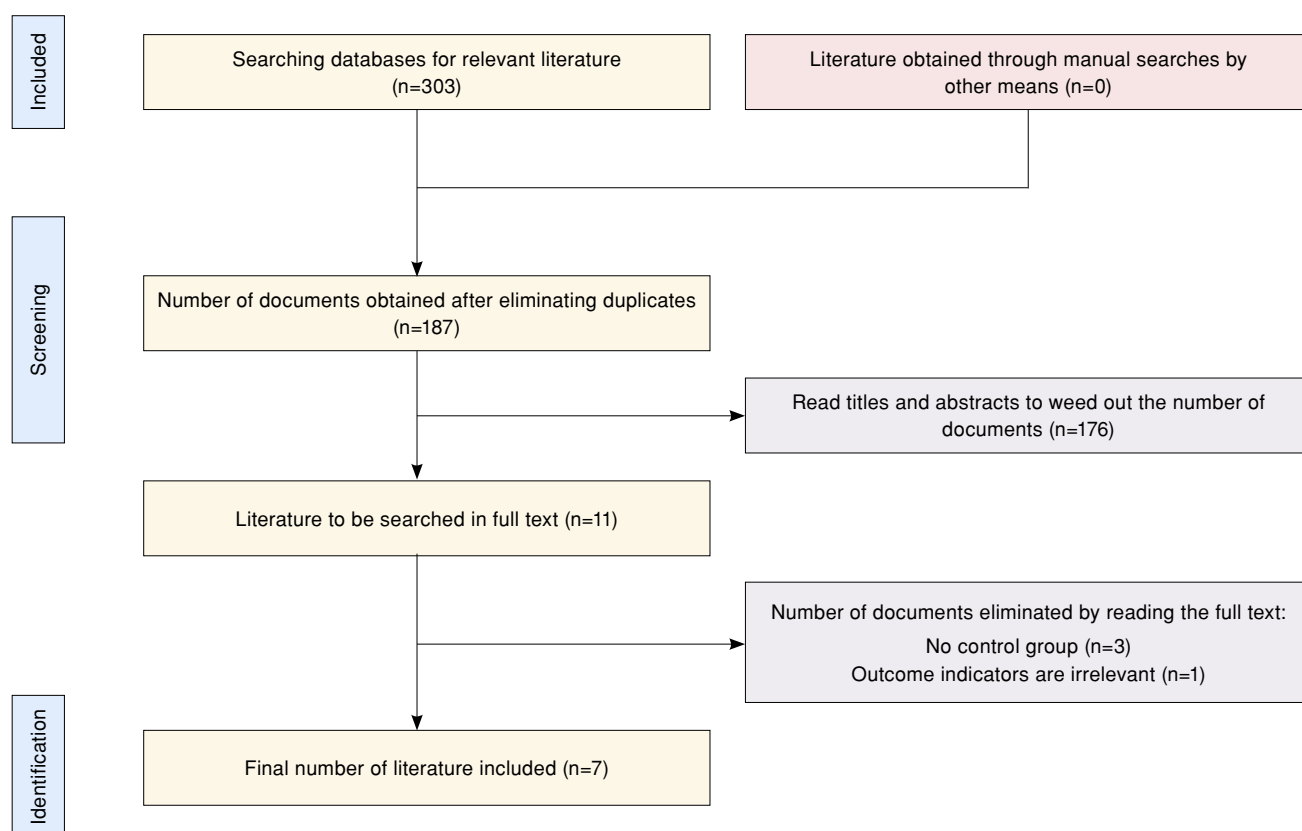 Included
Searching databases for relevant literature
(n=303)
Literature obtained through manual searches by
other means (n=0)
Screening
Number of documents obtained after eliminating duplicates
(n=187)
Read titles and abstracts to weed out the number of
documents (n=176)
Literature to be searched in full text (n=11)
Number of documents eliminated by reading the full text:
No control group (n=3)
Outcome indicators are irrelevant (n=1)
Identification
Final number of literature included (n=7)